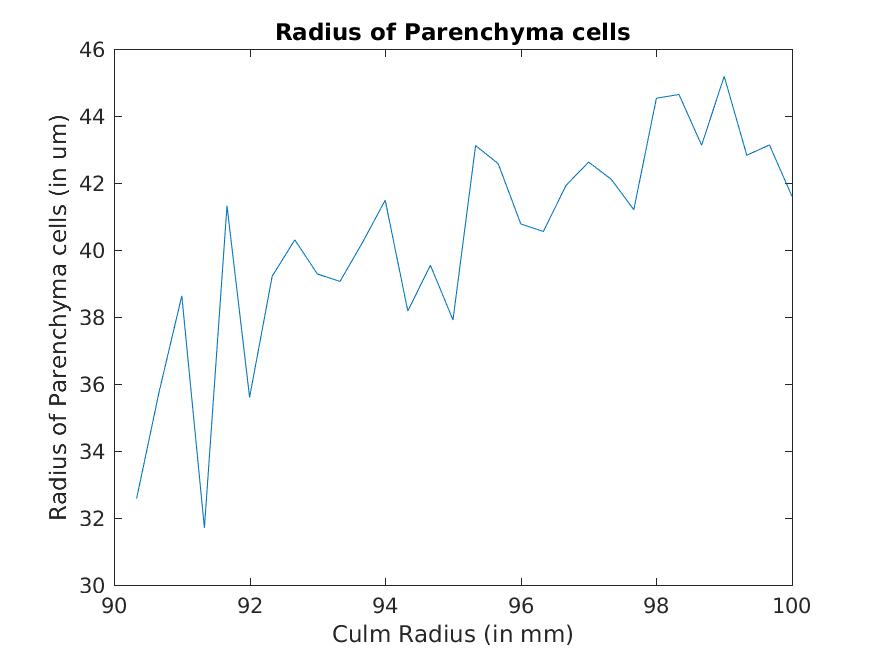 Radius of Parenchyma cells
46
44
42
40
38
36
34
32
30
Radius of Parenchyma cells (in um)
90 92 94 96 98 100
Culm Radius (in mm)